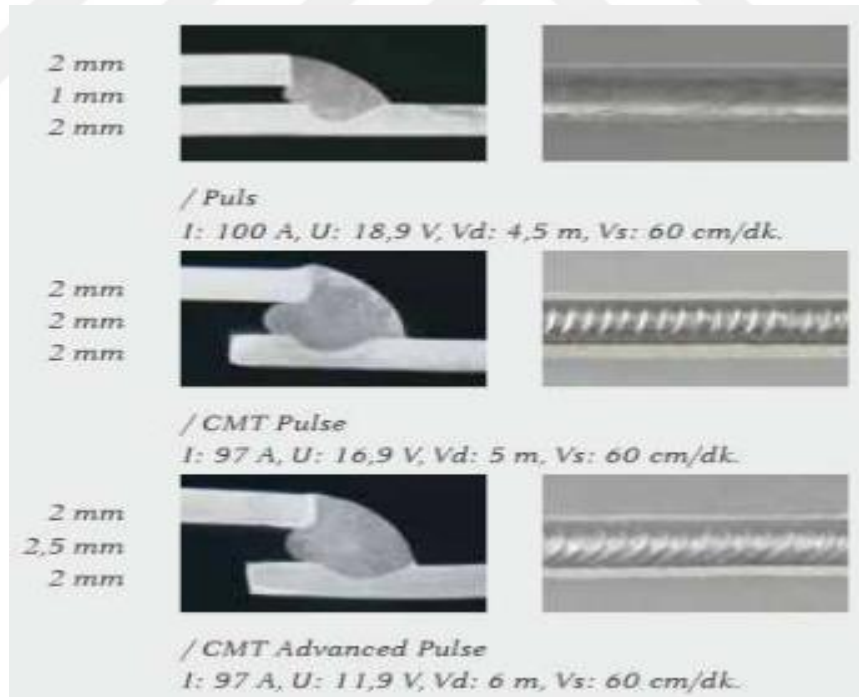 2 mm
1 mm
2 mm
/ Puls
I: 100 A, U: 18,9 V, Vd: 4,5 m, Vs: 60 cm/dk.
2 mm
2 mm
2 mm
/ CMT Pulse
I: 97 A, U: 16,9 V, Vd: 5 m, Vs: 60 cm/dk.
2 mm
2,5 mm
2 mm
/ CMT Advanced Pulse
I: 97 A, U: 11,9 V, Vd: 6 m, Vs: 60 cm/dk.